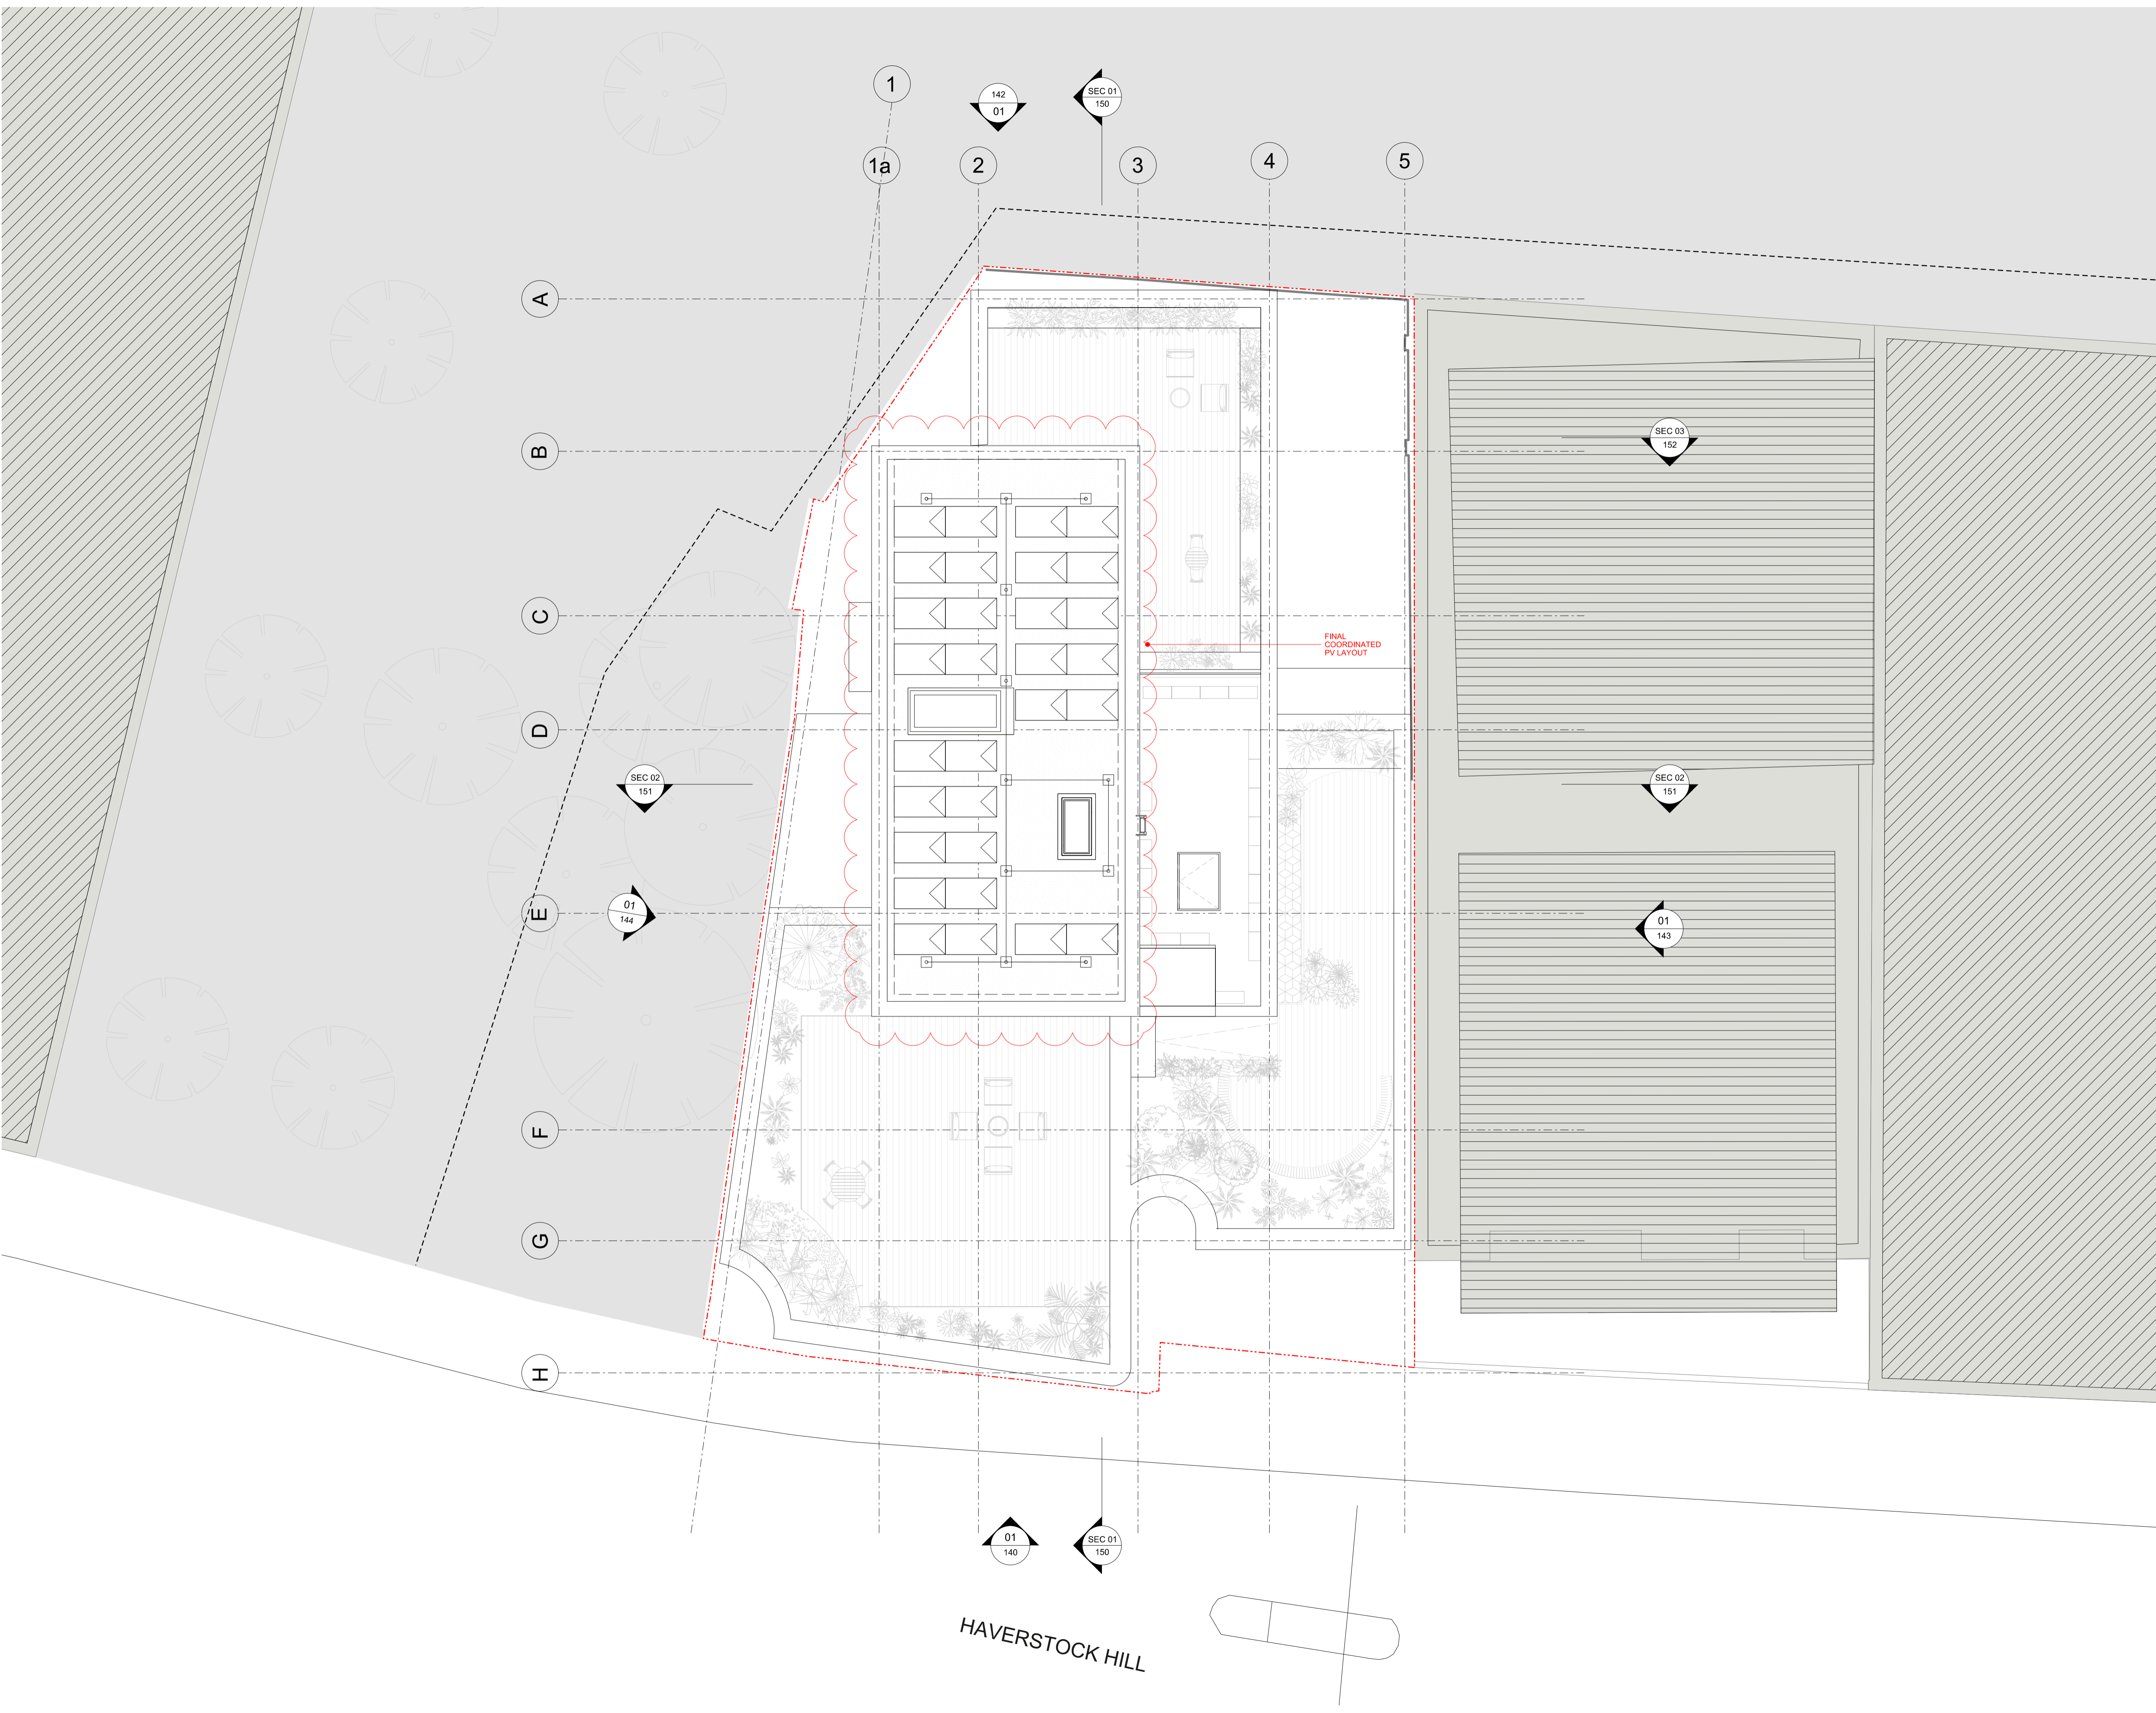 1
142
01
SEC 01
150
1a
2
3
4
5
A
B
SEC 03
152
C
FINAL
COORDINATED
PV LAYOUT
D
SEC 02
151
SEC 02
151
E
01
144
01
143
F
G
H
01
140
SEC 01
150
HAVERSTOCK HILL